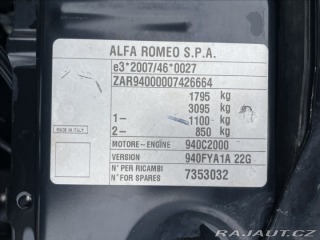 ALFA ROMEO S.P.A.
e3*2007/46*0027
ZAR94000007426664
1795 kg
3095 kg
1- 1100 kg
2- 850 kg
MADE IN ITALY
MOTORE-ENGINE 940C2000
VERSION 940FYA1A 22G
N° PER RICAMBI
N° FOR SPARES 7353032
RAJAUT.CZ